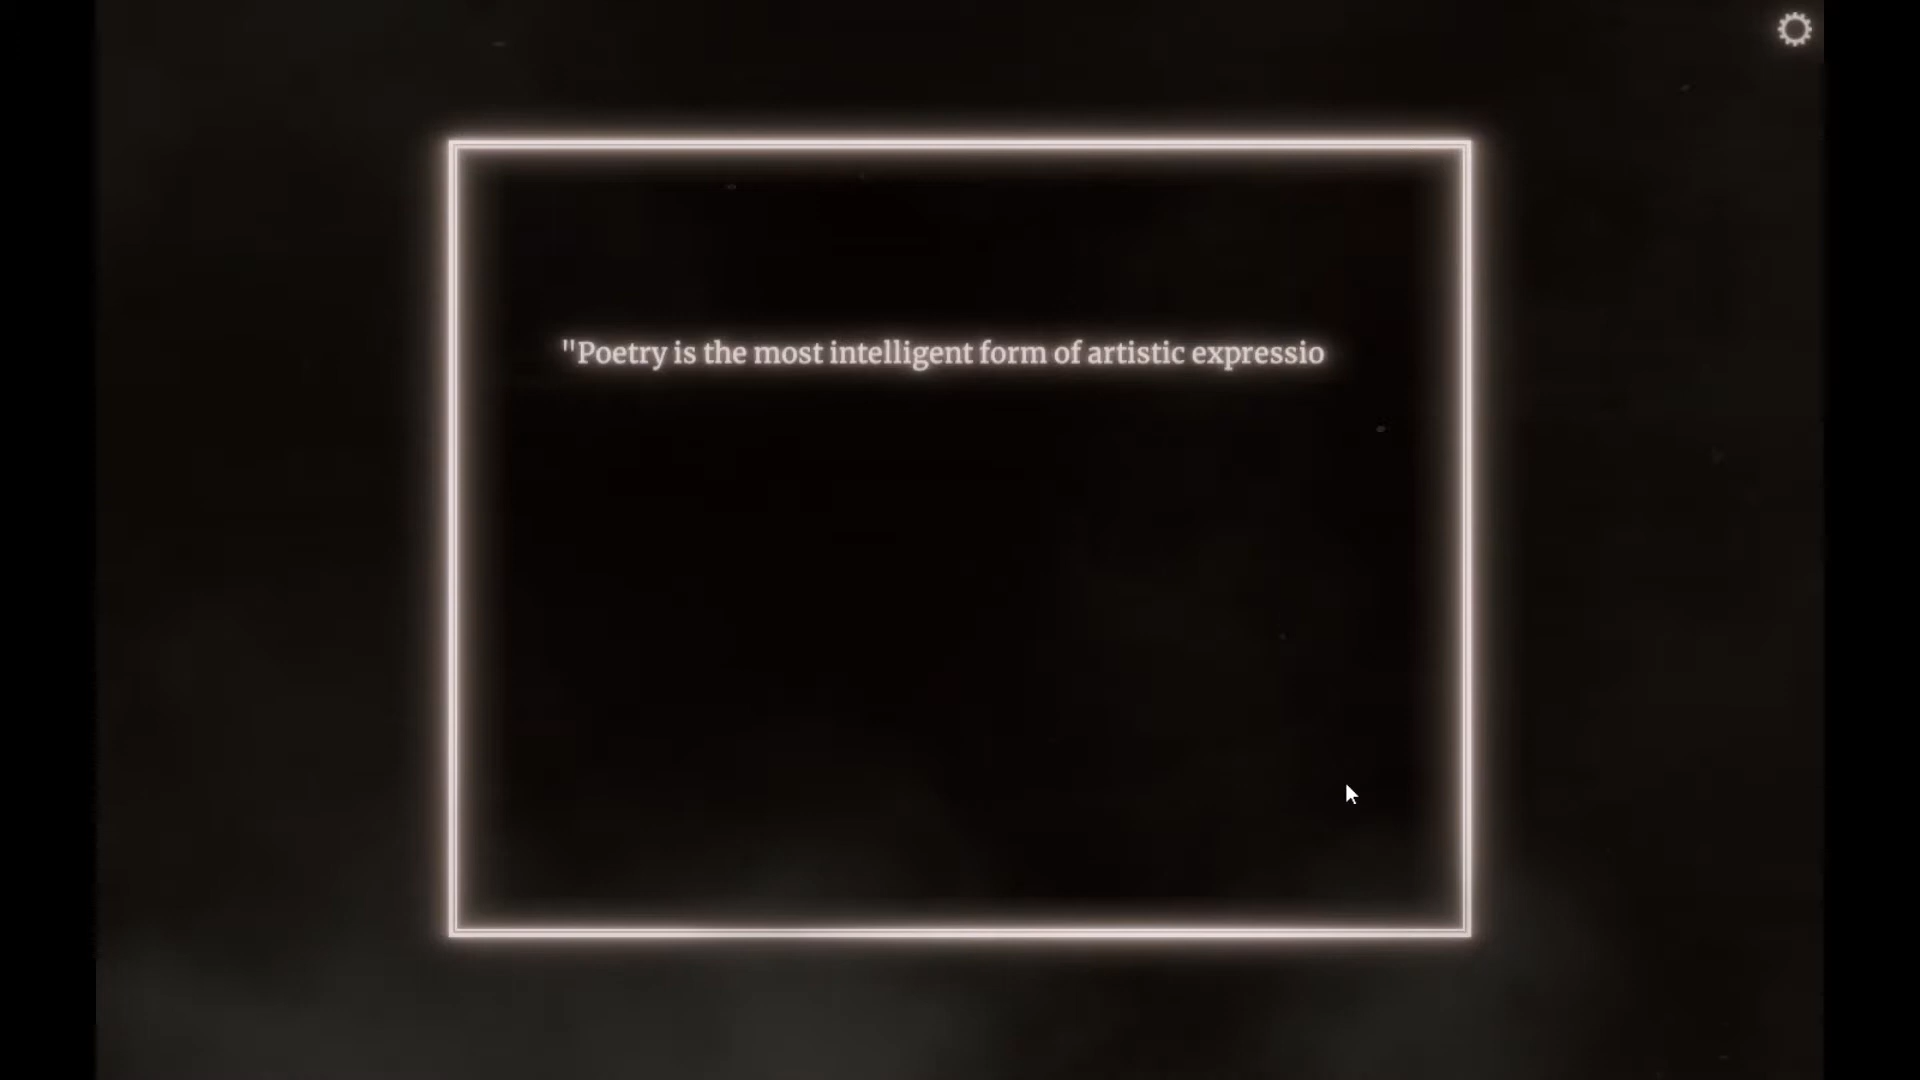 "Poetry is the most intelligent form of artistic expressio